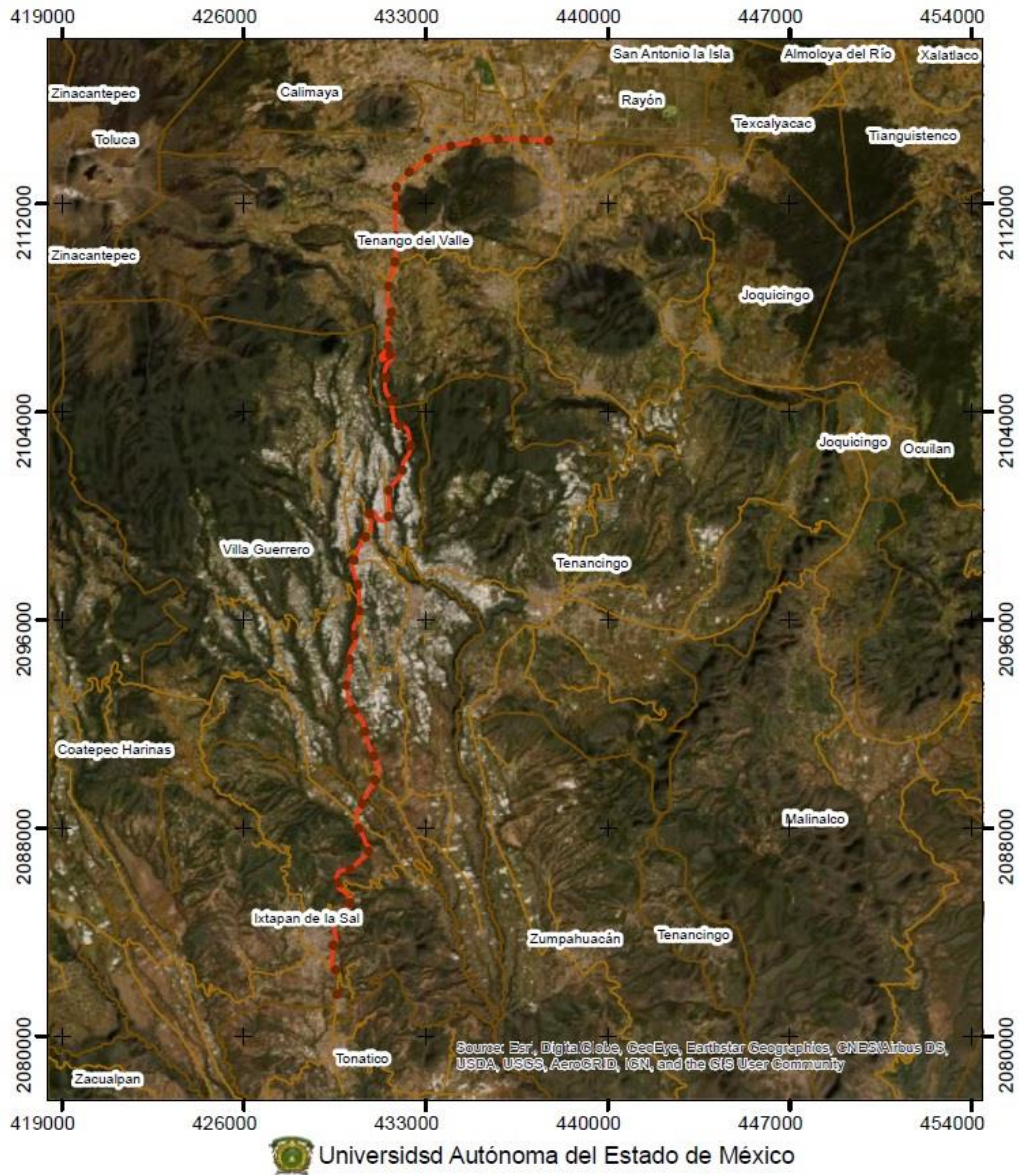 419000 426000 433000 440000 447000 454000
San Antonio la Isla
Almoloya del Río
Xalatlaco
Zinacantepec
Calimaya
Rayón
Toluca
Texcalyacac
Tianguistenco
2112000
2112000
Tenango del Valle
Zinacantepec
Joquicingo
2104000
2104000
Joquicingo
Ocuilan
Villa Guerrero
Tenancingo
2096000
2096000
Coatepec Harinas
Malinalco
2088000
2088000
Ixtapan de la Sal
Zumpahuacán
Tenancingo
2080000
2080000
Tonatico
Source: Esri, DigitalGlobe, GeoEye, Earthstar Geographics, CNES/Airbus DS,
USDA, USGS, AeroGRID, IGN, and the GIS User Community
Zacualpan
419000 426000 433000 440000 447000 454000
Universidsd Autónoma del Estado de México